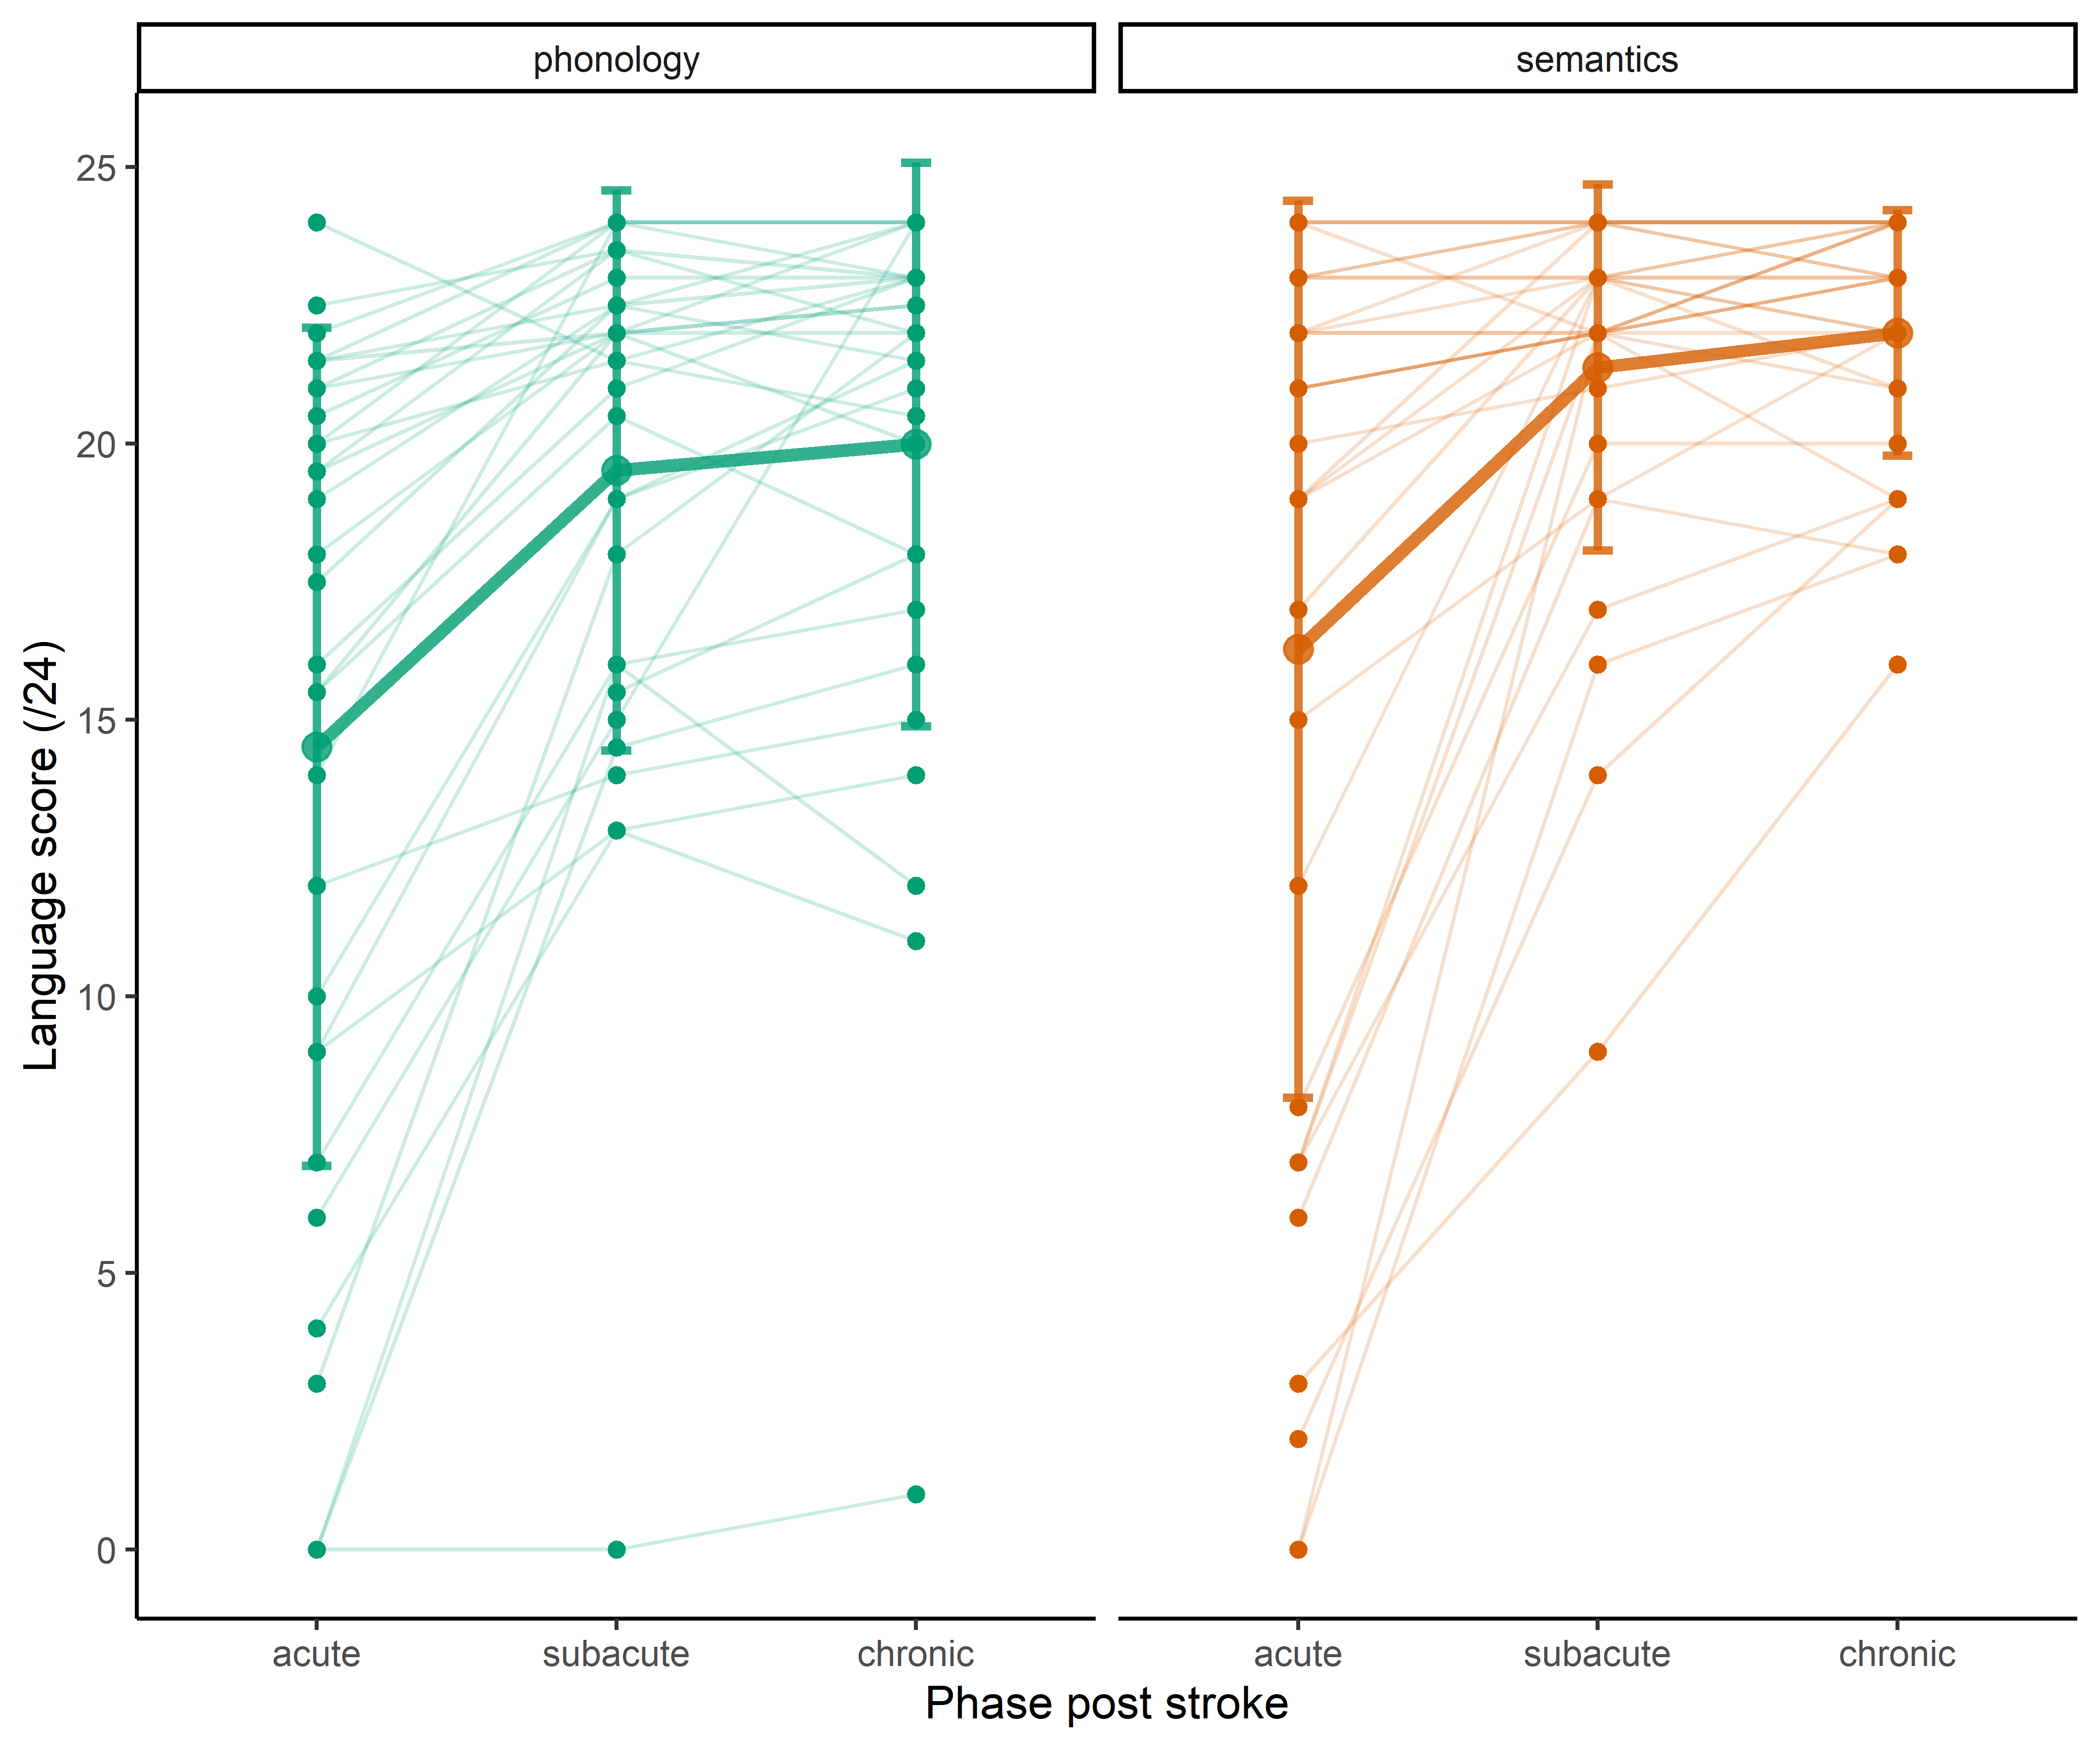 phonology
semantics
Language score (/24)
25
20
15
10
5
0
acute subacute chronic
acute subacute chronic
Phase post stroke